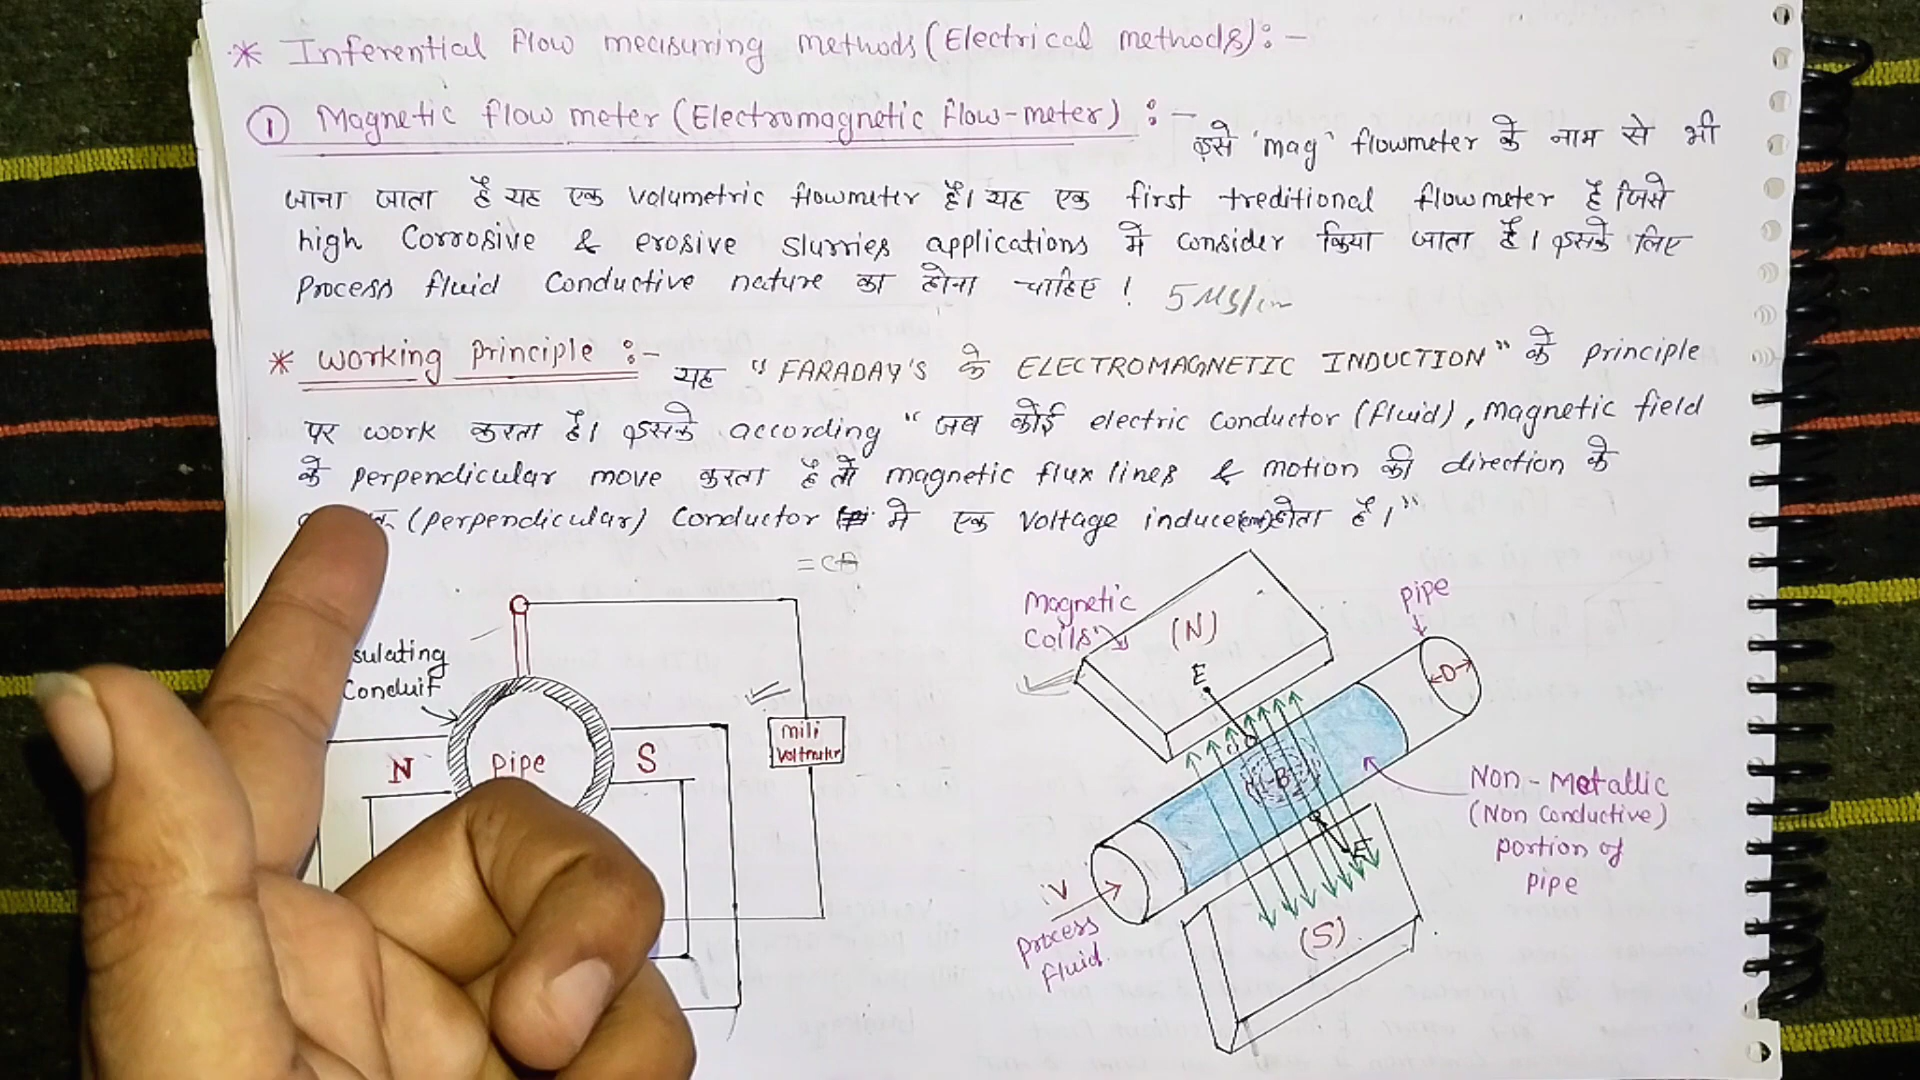 * Inferential Flow measuring methods (Electrical methods) :-
① Magnetic flow meter (Electromagnetic Flow-meter) :-
इसे 'mag' flowmeter के नाम से भी
जाना जाता है यह एक volumetric flowmeter है। यह एक first treditional flowmeter है जिसे
high Corrosive & erosive slurries applications में consider किया जाता है। इसके लिए
Process fluid Conductive nature का होना चाहिए ! 5 μs/cm
* Working principle :- यह "FARADAY'S के ELECTROMAGNETIC INDUCTION" के principle
पर work करता है। इसके according "जब कोई electric conductor (fluid), magnetic field
के perpendicular move करता है तो magnetic flux lines & motion की direction के
(perpendicular) Conductor में एक voltage induce होता है।"
sulating
Conduit
N
pipe
S
mili
Voltmeter
Magnetic
Coils
(N)
E
pipe
D
B
E
Non-Metallic
(Non Conductive)
portion of
pipe
V
Process
fluid.
(S)